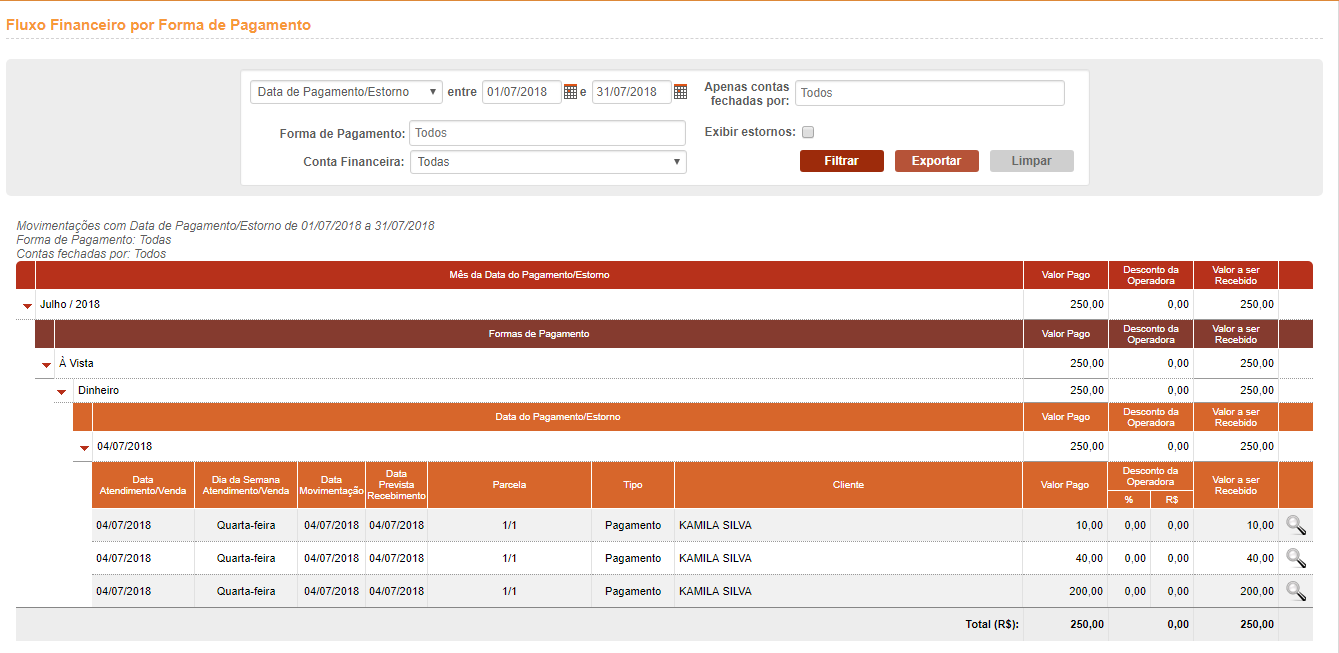 Fluxo Financeiro por Forma de Pagamento
Data de Pagamento/Estorno entre 01/07/2018 e 31/07/2018 Apenas contas fechadas por: Todos
Forma de Pagamento: Todos Exibir estornos:
Conta Financeira: Todas Filtrar Exportar Limpar
Movimentações com Data de Pagamento/Estorno de 01/07/2018 a 31/07/2018
Forma de Pagamento: Todas
Contas fechadas por: Todos
Mês da Data do Pagamento/Estorno Valor Pago Desconto da Operadora Valor a ser Recebido
Julho / 2018 250,00 0,00 250,00
Formas de Pagamento Valor Pago Desconto da Operadora Valor a ser Recebido
À Vista 250,00 0,00 250,00
Dinheiro 250,00 0,00 250,00
Data do Pagamento/Estorno Valor Pago Desconto da Operadora Valor a ser Recebido
04/07/2018 250,00 0,00 250,00
Data Atendimento/Venda Dia da Semana Atendimento/Venda Data Movimentação Data Prevista Recebimento Parcela Tipo Cliente Valor Pago Desconto da Operadora % R$ Valor a ser Recebido
04/07/2018 Quarta-feira 04/07/2018 04/07/2018 1/1 Pagamento KAMILA SILVA 10,00 0,00 0,00 10,00
04/07/2018 Quarta-feira 04/07/2018 04/07/2018 1/1 Pagamento KAMILA SILVA 40,00 0,00 0,00 40,00
04/07/2018 Quarta-feira 04/07/2018 04/07/2018 1/1 Pagamento KAMILA SILVA 200,00 0,00 0,00 200,00
Total (R$): 250,00 0,00 250,00